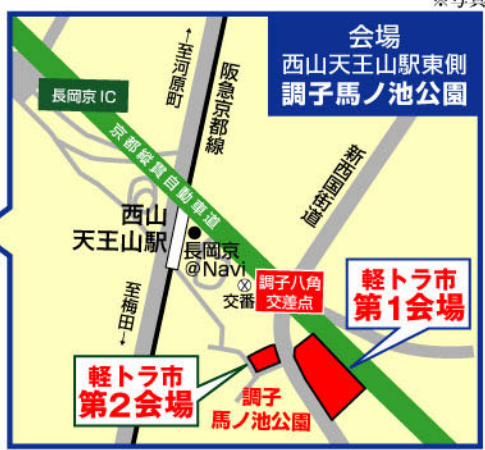 会場
西山天王山駅東側
調子馬ノ池公園
←至河原町
阪急京都線
長岡京IC
京都縦貫自動車道
新西国街道
西山
天王山駅
長岡京
@Navi
交番
調子八角
交差点
軽トラ市
第1会場
至梅田→
軽トラ市
第2会場
調子
馬ノ池公園